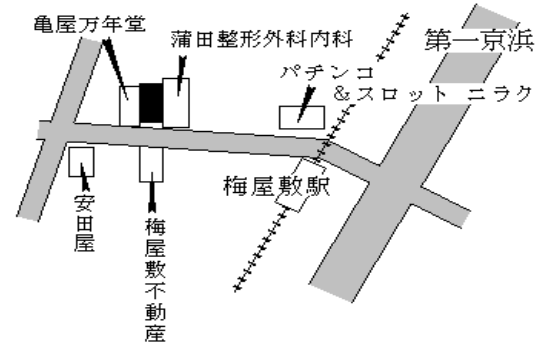 亀屋万年堂
蒲田整形外科内科
第一京浜
パチンコ
&スロット ニラク
梅屋敷駅
安田屋
梅屋敷不動産